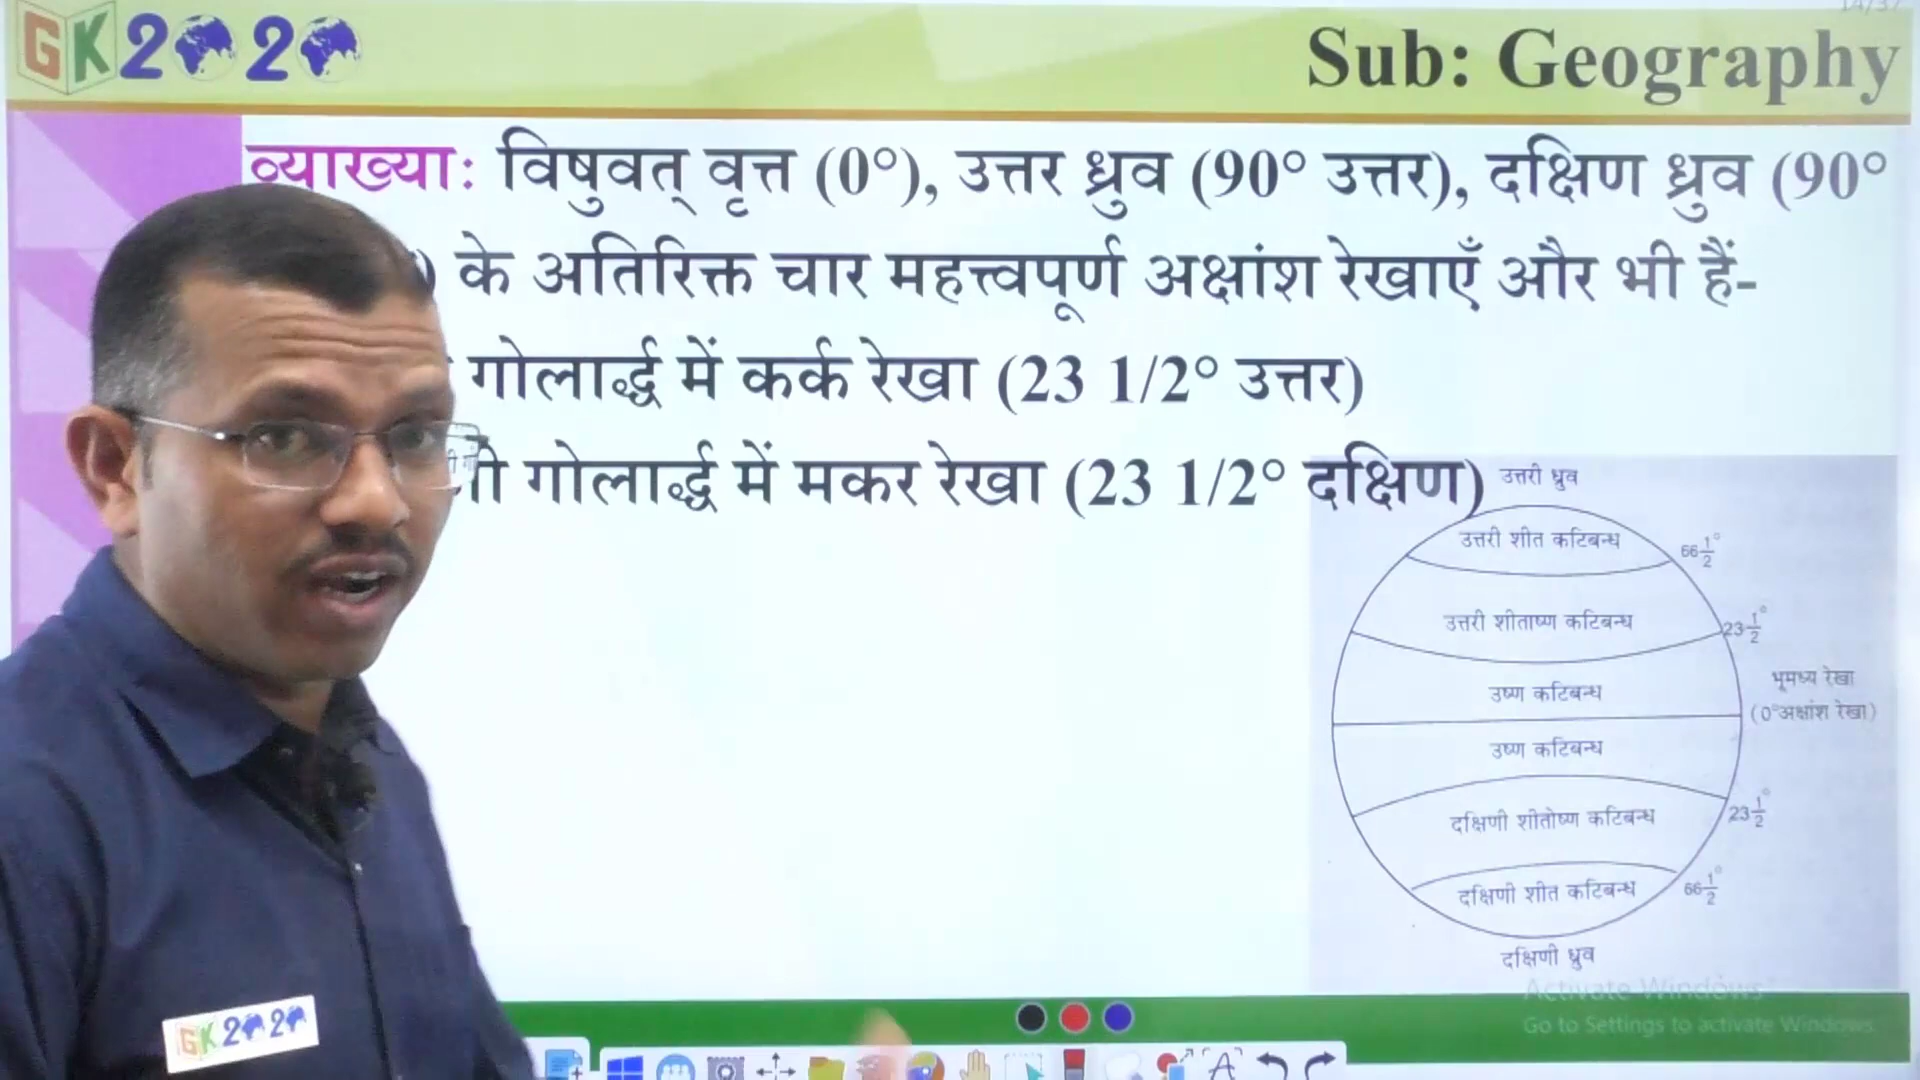 GK2020
Sub: Geography
व्याख्याः विषुवत् वृत्त (0°), उत्तर ध्रुव (90° उत्तर), दक्षिण ध्रुव (90°
) के अतिरिक्त चार महत्त्वपूर्ण अक्षांश रेखाएँ और भी हैं-
गोलार्द्ध में कर्क रेखा (23 1/2° उत्तर)
गोलार्द्ध में मकर रेखा (23 1/2° दक्षिण)
उत्तरी ध्रुव
उत्तरी शीत कटिबन्ध
66 1/2°
उत्तरी शीताष्ण कटिबन्ध
23 1/2°
उष्ण कटिबन्ध
भूमध्य रेखा
(0°अक्षांश रेखा)
उष्ण कटिबन्ध
दक्षिणी शीतोष्ण कटिबन्ध
23 1/2°
दक्षिणी शीत कटिबन्ध
66 1/2°
दक्षिणी ध्रुव
Activate Windows
Go to Settings to activate Windows.
GK2020